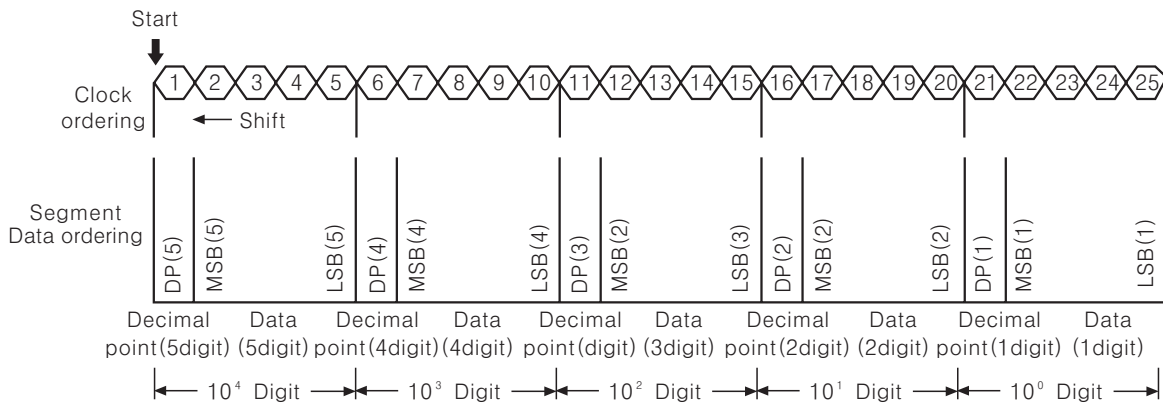 Start
Clock
ordering
1 2 3 4 5 6 7 8 9 10 11 12 13 14 15 16 17 18 19 20 21 22 23 24 25
Shift
Segment
Data ordering
DP(5)
MSB(5)
LSB(5)
DP(4)
MSB(4)
LSB(4)
DP(3)
MSB(2)
LSB(3)
DP(2)
MSB(2)
LSB(2)
DP(1)
MSB(1)
LSB(1)
Decimal Data Decimal Data Decimal Data Decimal Data Decimal Data
point(5digit) (5digit) point(4digit) (4digit) point(digit) (3digit) point(2digit) (2digit) point(1digit) (1digit)
10⁴ Digit 10³ Digit 10² Digit 10¹ Digit 10⁰ Digit